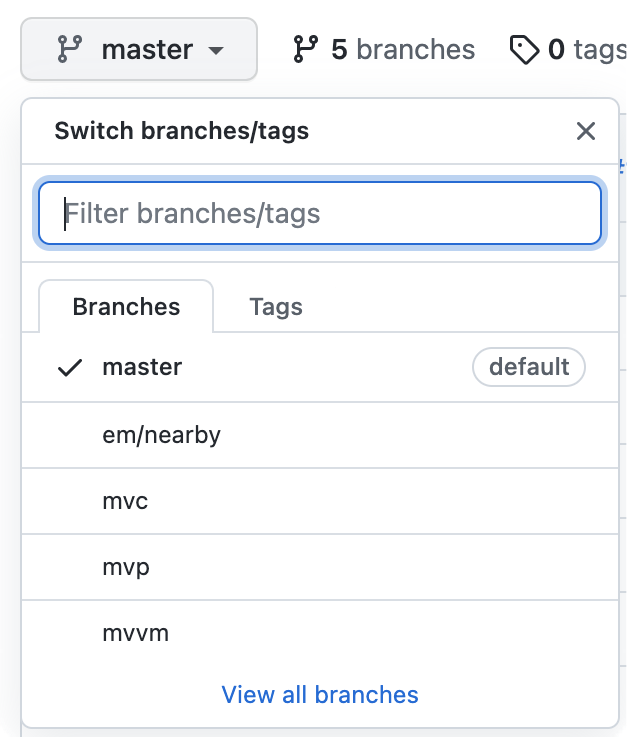 master 5 branches 0 tags
Switch branches/tags
Filter branches/tags
Branches Tags
master default
em/nearby
mvc
mvp
mvvm
View all branches